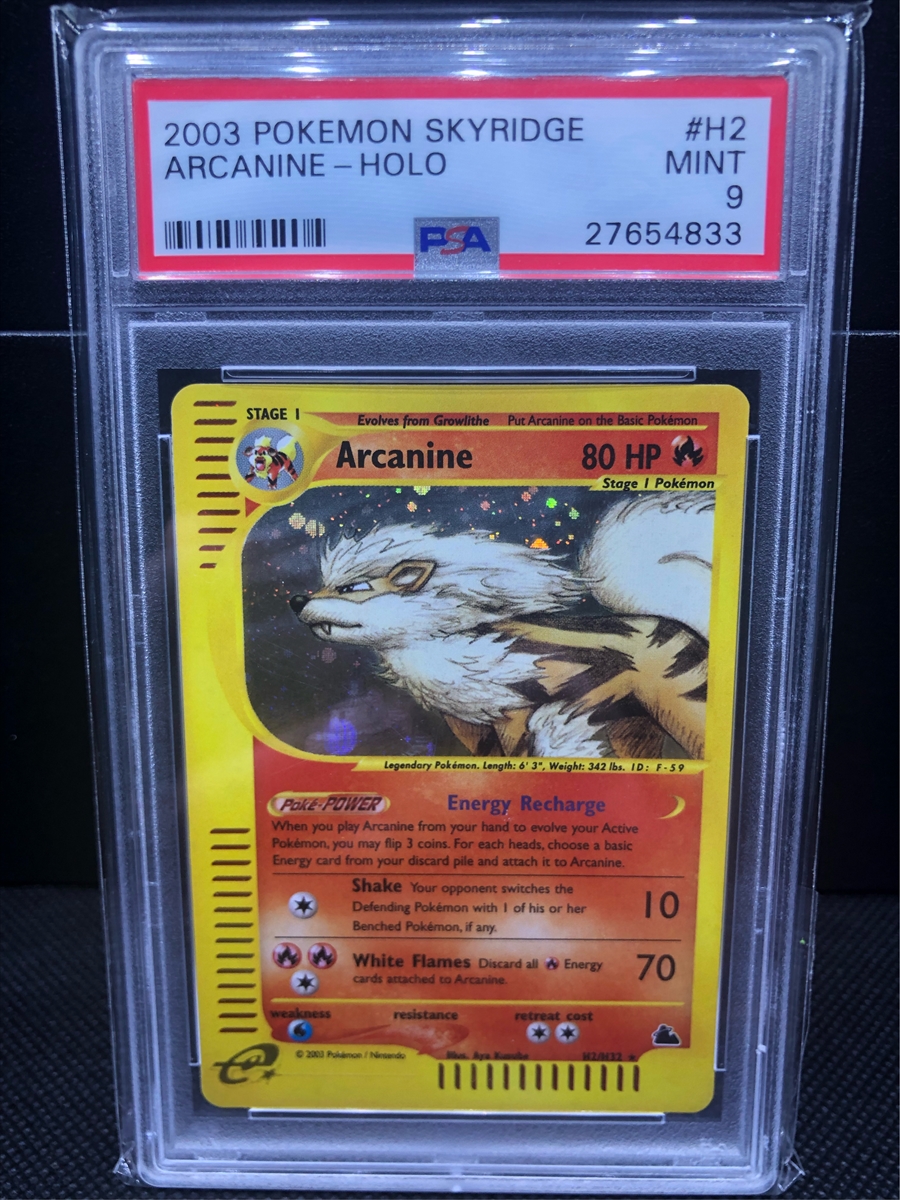 2003 POKEMON SKYRIDGE #H2
ARCANINE – HOLO MINT
9
PSA 27654833
STAGE 1 Evolves from Growlithe Put Arcanine on the Basic Pokémon
Arcanine 80 HP
Stage 1 Pokémon
Legendary Pokémon. Length: 6' 3", Weight: 342 lbs. ID: F-59
Poké-POWER Energy Recharge
When you play Arcanine from your hand to evolve your Active
Pokémon, you may flip 3 coins. For each heads, choose a basic
Energy card from your discard pile and attach it to Arcanine.
Shake Your opponent switches the
Defending Pokémon with 1 of his or her 10
Benched Pokémon, if any.
White Flames Discard all Energy 70
cards attached to Arcanine.
weakness resistance retreat cost
e © 2003 Pokémon / Nintendo Illus. Aya Kusube H2/H32